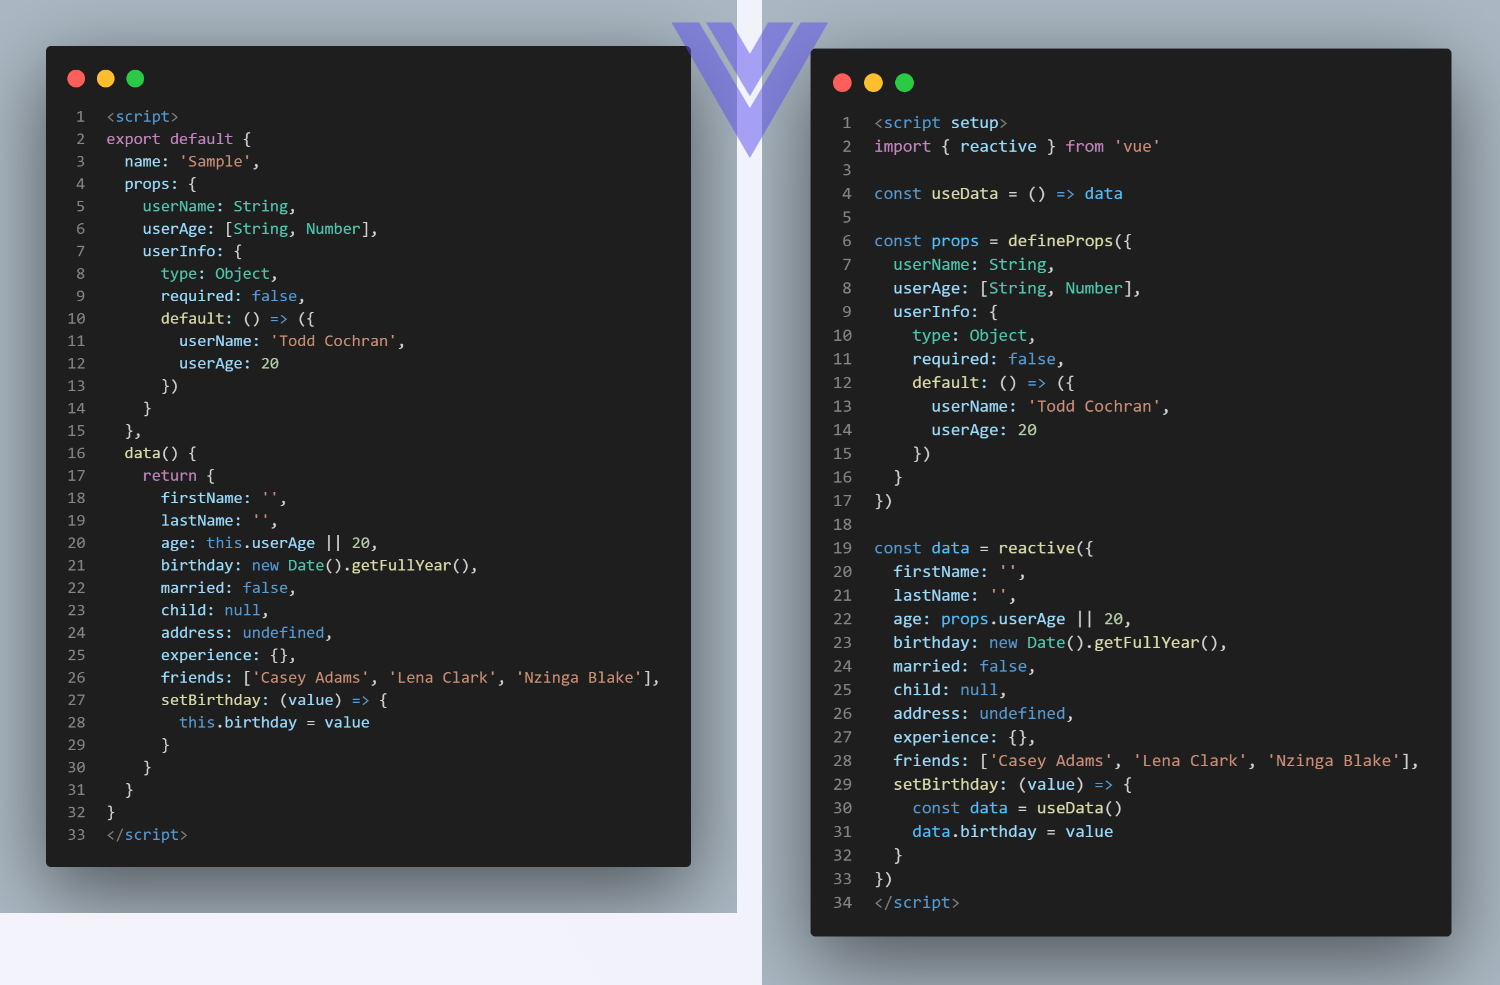 1 <script>
2 export default {
3   name: 'Sample',
4   props: {
5     userName: String,
6     userAge: [String, Number],
7     userInfo: {
8       type: Object,
9       required: false,
10       default: () => ({
11         userName: 'Todd Cochran',
12         userAge: 20
13       })
14     }
15   },
16   data() {
17     return {
18       firstName: '',
19       lastName: '',
20       age: this.userAge || 20,
21       birthday: new Date().getFullYear(),
22       married: false,
23       child: null,
24       address: undefined,
25       experience: {},
26       friends: ['Casey Adams', 'Lena Clark', 'Nzinga Blake'],
27       setBirthday: (value) => {
28         this.birthday = value
29       }
30     }
31   }
32 }
33 </script>
1 <script setup>
2 import { reactive } from 'vue'
3
4 const useData = () => data
5
6 const props = defineProps({
7   userName: String,
8   userAge: [String, Number],
9   userInfo: {
10     type: Object,
11     required: false,
12     default: () => ({
13       userName: 'Todd Cochran',
14       userAge: 20
15     })
16   }
17 })
18
19 const data = reactive({
20   firstName: '',
21   lastName: '',
22   age: props.userAge || 20,
23   birthday: new Date().getFullYear(),
24   married: false,
25   child: null,
26   address: undefined,
27   experience: {},
28   friends: ['Casey Adams', 'Lena Clark', 'Nzinga Blake'],
29   setBirthday: (value) => {
30     const data = useData()
31     data.birthday = value
32   }
33 })
34 </script>